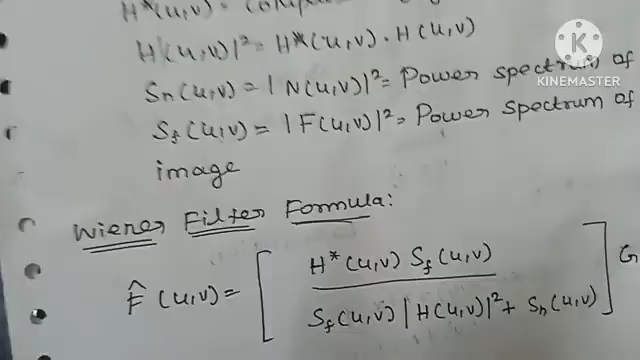 H*(u,v) =
|H(u,v)|² = H*(u,v) . H(u,v)
Sn(u,v) = |N(u,v)|² = Power spectrum of
Sf(u,v) = |F(u,v)|² = Power spectrum of
image
Wiener Filter Formula:
F̂(u,v) = [ H*(u,v) Sf(u,v) / Sf(u,v) |H(u,v)|² + Sn(u,v) ] G
K
KINEMASTER